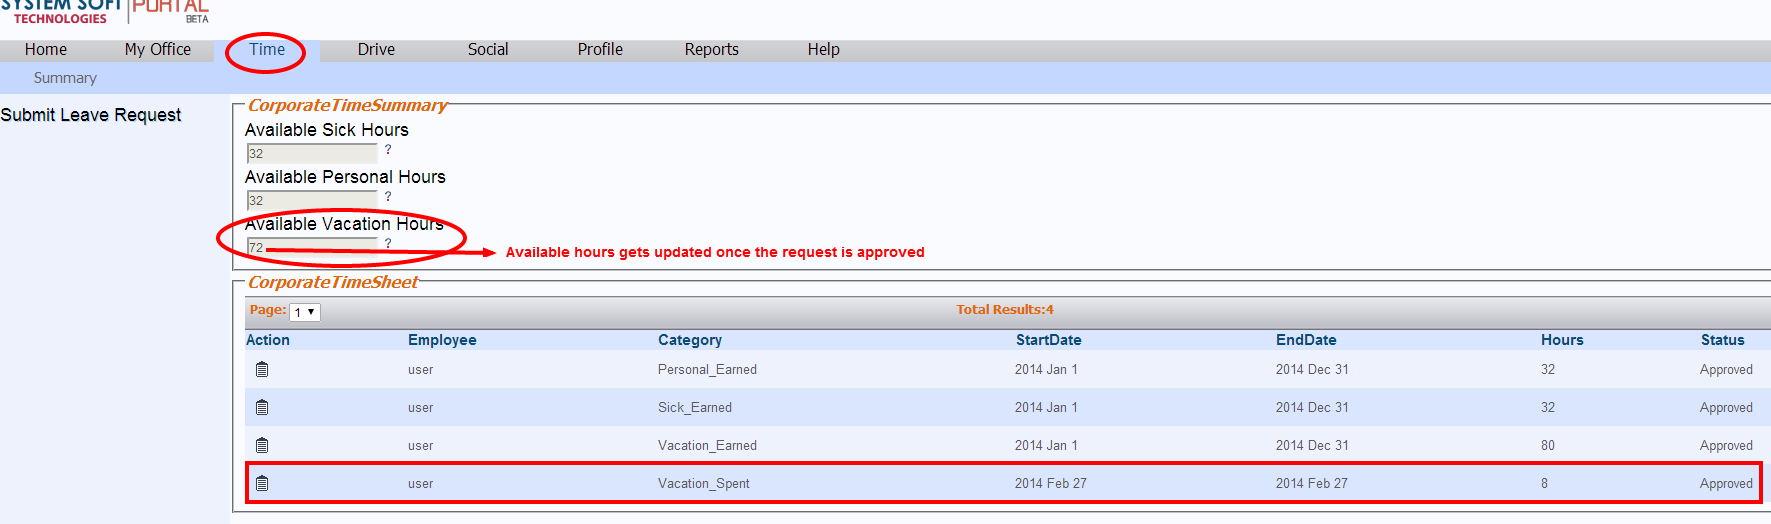 SYSTEM SOFT PORTAL
TECHNOLOGIES BETA
Home My Office Time Drive Social Profile Reports Help
Summary
Submit Leave Request
CorporateTimeSummary
Available Sick Hours
32 ?
Available Personal Hours
32 ?
Available Vacation Hours
72 ?
Available hours gets updated once the request is approved
CorporateTimeSheet
Page: 1 Total Results:4
Action Employee Category StartDate EndDate Hours Status
user Personal_Earned 2014 Jan 1 2014 Dec 31 32 Approved
user Sick_Earned 2014 Jan 1 2014 Dec 31 32 Approved
user Vacation_Earned 2014 Jan 1 2014 Dec 31 80 Approved
user Vacation_Spent 2014 Feb 27 2014 Feb 27 8 Approved